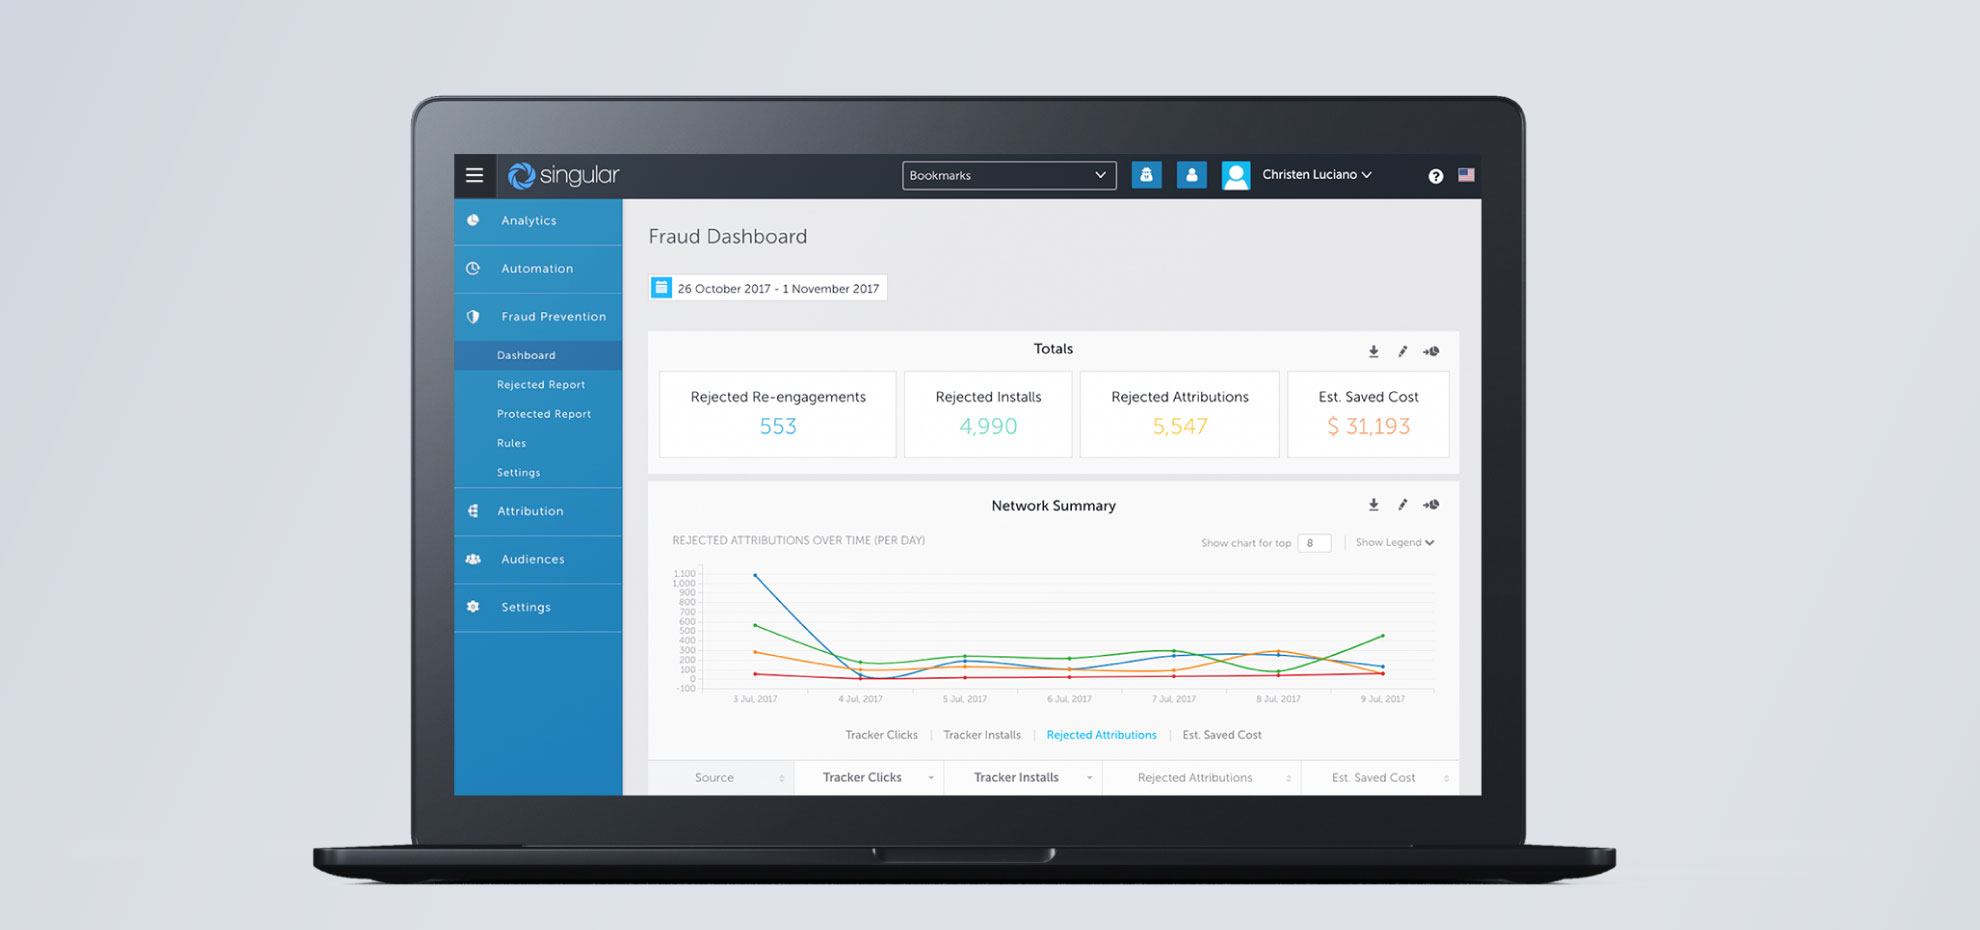 singular
Bookmarks
Christen Luciano
?
Analytics
Automation
Fraud Prevention
Dashboard
Rejected Report
Protected Report
Rules
Settings
Attribution
Audiences
Settings
Fraud Dashboard
26 October 2017 - 1 November 2017
Totals
Rejected Re-engagements
553
Rejected Installs
4,990
Rejected Attributions
5,547
Est. Saved Cost
$ 31,193
Network Summary
REJECTED ATTRIBUTIONS OVER TIME (PER DAY)
Show chart for top 8
Show Legend
1,100
1,000
900
800
700
600
500
400
300
200
100
0
-100
3 Jul, 2017
4 Jul, 2017
5 Jul, 2017
6 Jul, 2017
7 Jul, 2017
8 Jul, 2017
9 Jul, 2017
Tracker Clicks | Tracker Installs | Rejected Attributions | Est. Saved Cost
Source
Tracker Clicks
Tracker Installs
Rejected Attributions
Est. Saved Cost